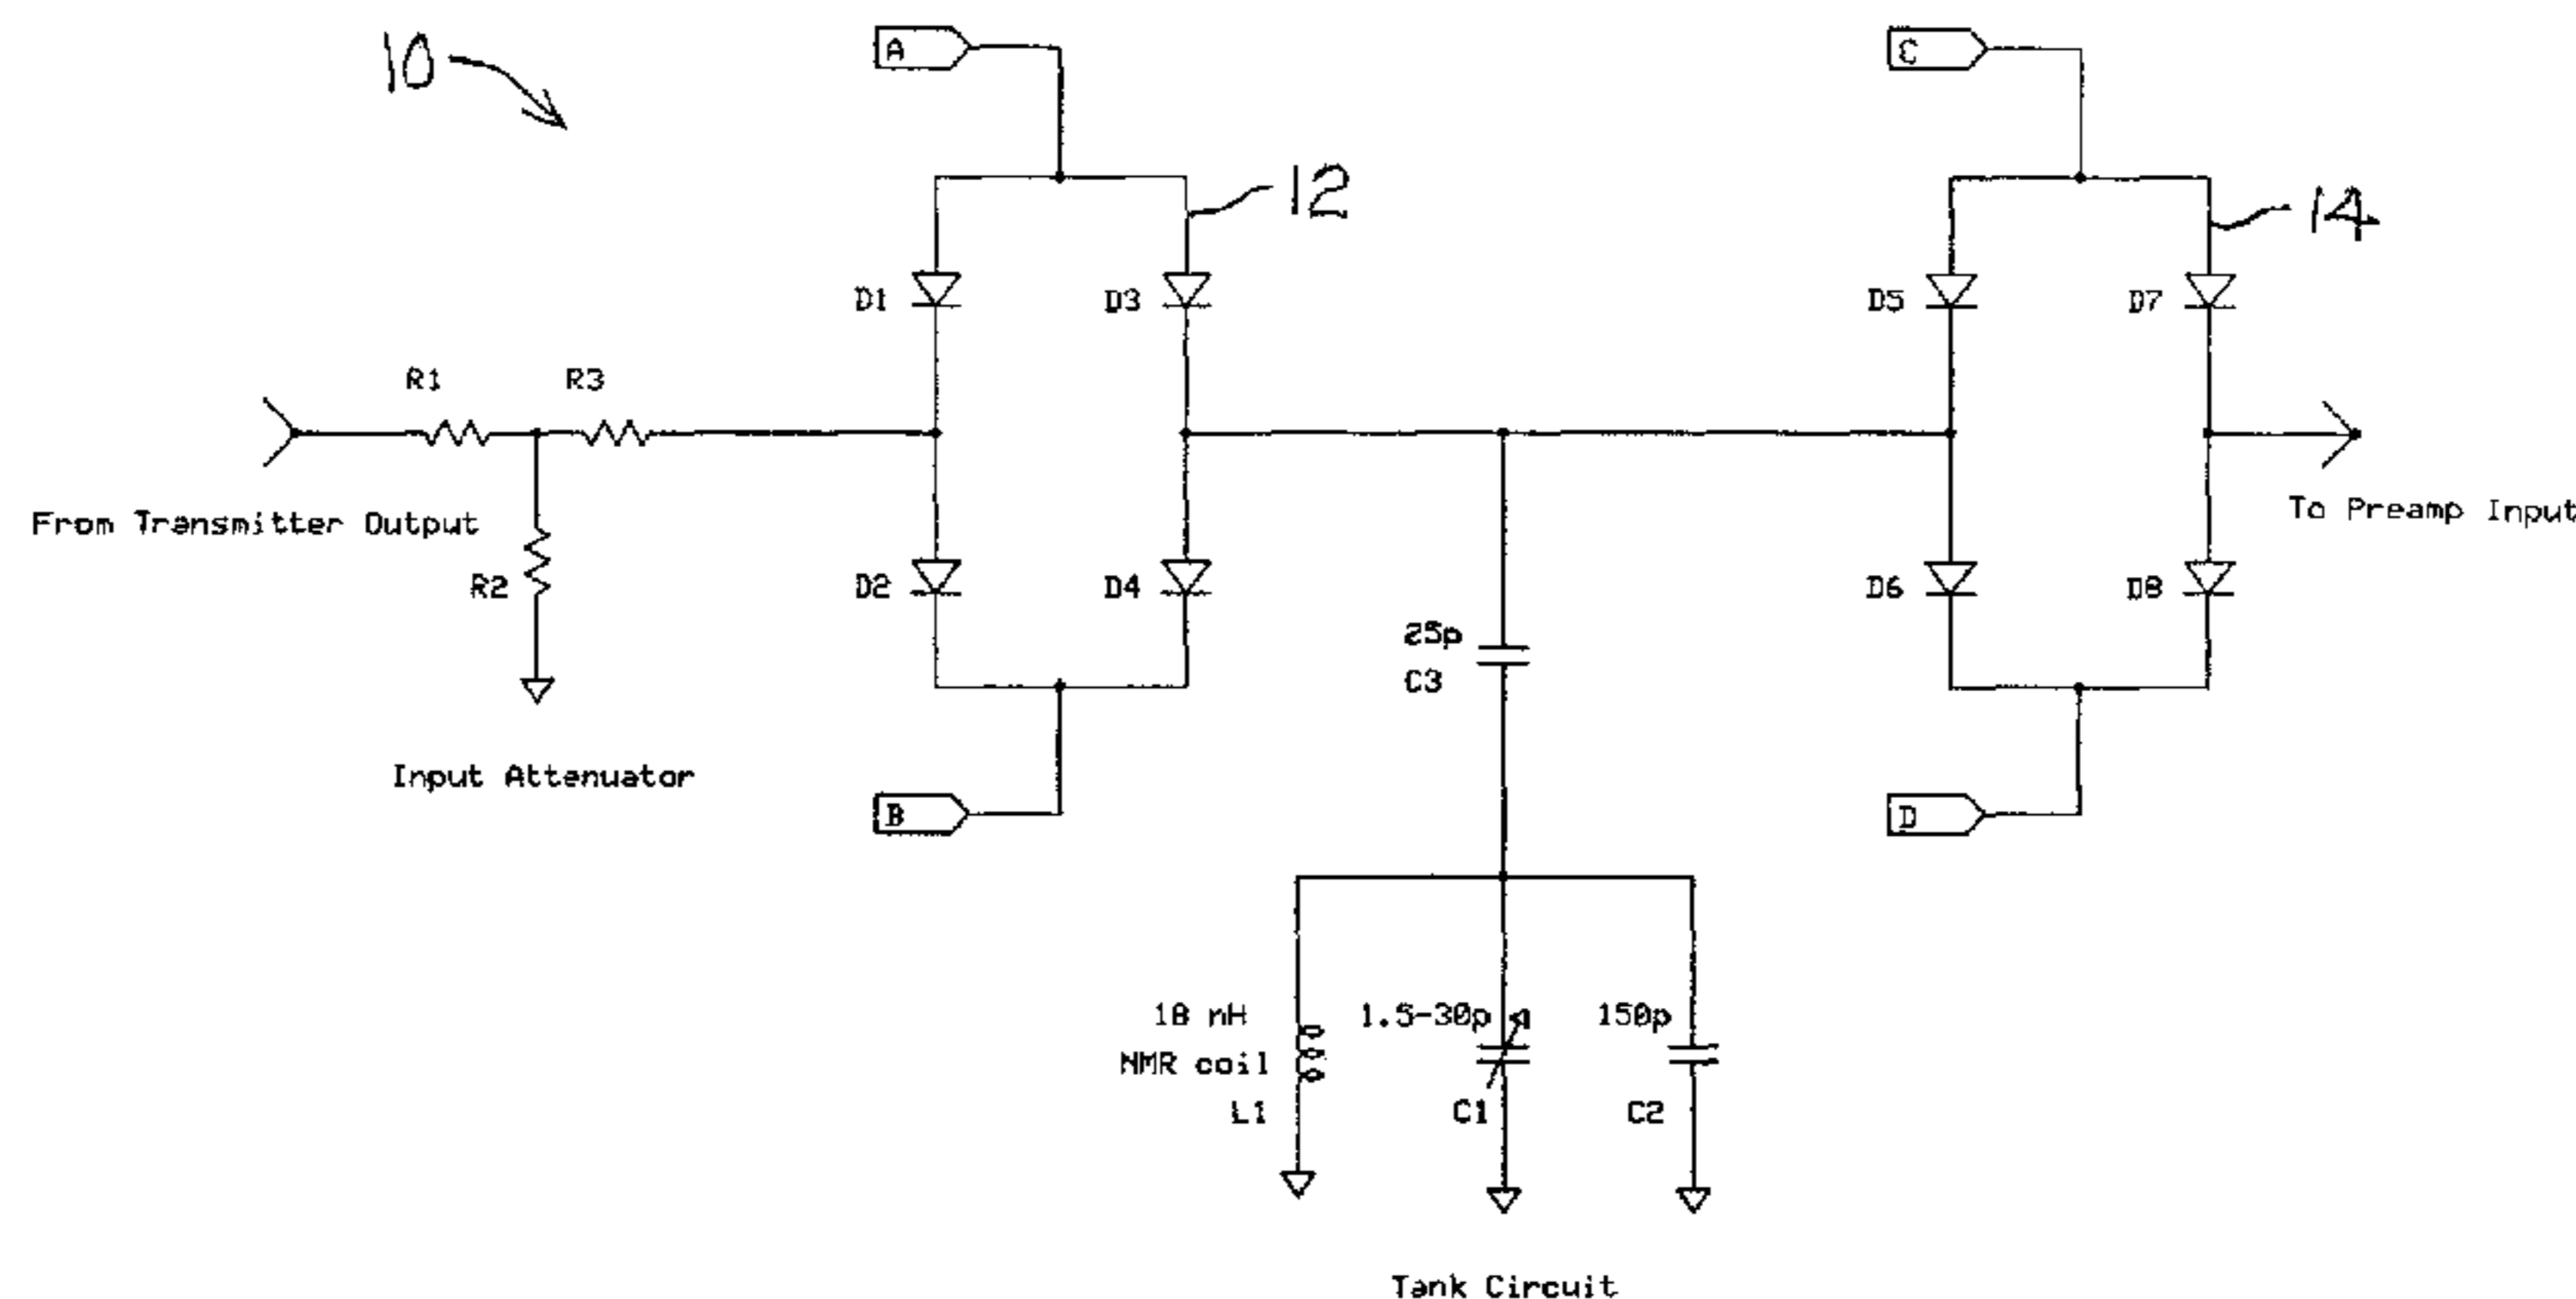 10
A
C
12
14
D1
D3
D5
D7
R1
R3
From Transmitter Output
To Preamp Input
R2
D2
D4
D6
D8
25p
C3
Input Attenuator
B
D
18 nH
NMR coil
L1
1.5-30p
C1
150p
C2
Tank Circuit